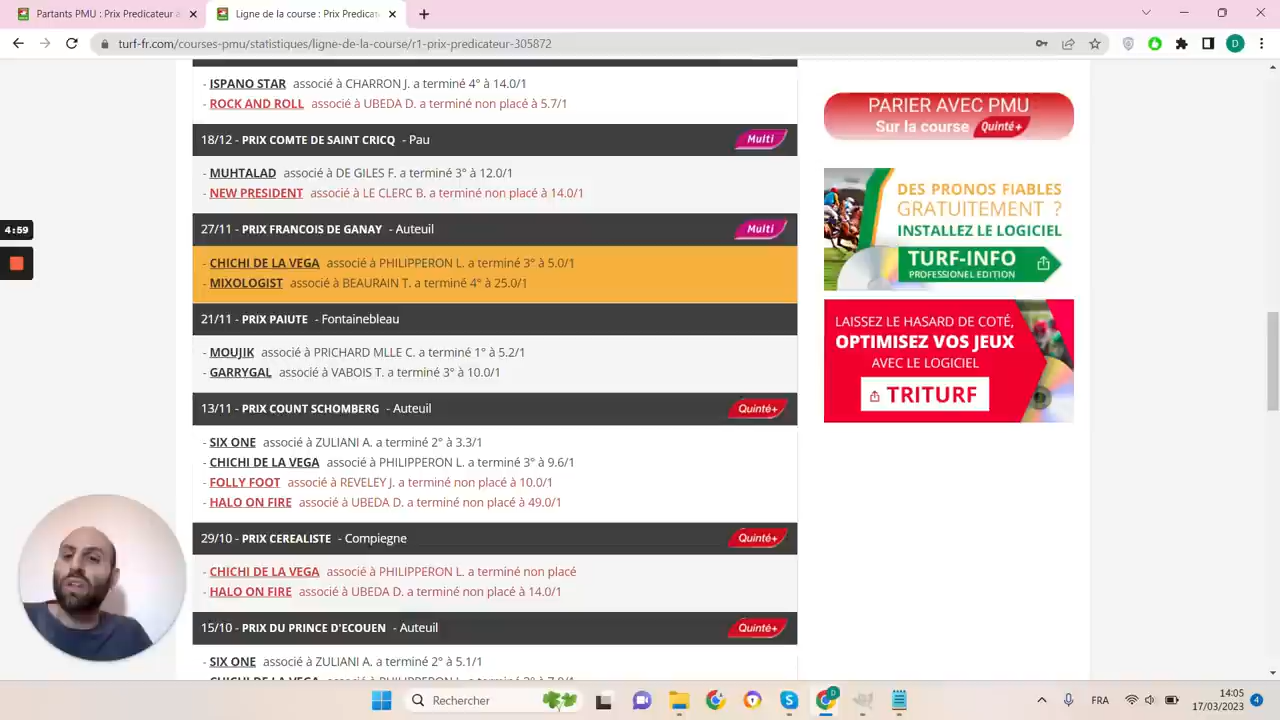 Partants PMU : Prix Predicateur -
Ligne de la course : Prix Predicat
turf-fr.com/courses-pmu/statistiques/ligne-de-la-course/r1-prix-predicateur-305872
- ISPANO STAR associé à CHARRON J. a terminé 4° à 14.0/1
- ROCK AND ROLL associé à UBEDA D. a terminé non placé à 5.7/1
18/12 - PRIX COMTE DE SAINT CRICQ - Pau Multi
- MUHTALAD associé à DE GILES F. a terminé 3° à 12.0/1
- NEW PRESIDENT associé à LE CLERC B. a terminé non placé à 14.0/1
27/11 - PRIX FRANCOIS DE GANAY - Auteuil Multi
- CHICHI DE LA VEGA associé à PHILIPPERON L. a terminé 3° à 5.0/1
- MIXOLOGIST associé à BEAURAIN T. a terminé 4° à 25.0/1
21/11 - PRIX PAIUTE - Fontainebleau
- MOUJIK associé à PRICHARD MLLE C. a terminé 1° à 5.2/1
- GARRYGAL associé à VABOIS T. a terminé 3° à 10.0/1
13/11 - PRIX COUNT SCHOMBERG - Auteuil Quinté+
- SIX ONE associé à ZULIANI A. a terminé 2° à 3.3/1
- CHICHI DE LA VEGA associé à PHILIPPERON L. a terminé 3° à 9.6/1
- FOLLY FOOT associé à REVELEY J. a terminé non placé à 10.0/1
- HALO ON FIRE associé à UBEDA D. a terminé non placé à 49.0/1
29/10 - PRIX CEREALISTE - Compiegne Quinté+
- CHICHI DE LA VEGA associé à PHILIPPERON L. a terminé non placé
- HALO ON FIRE associé à UBEDA D. a terminé non placé à 14.0/1
15/10 - PRIX DU PRINCE D'ECOUEN - Auteuil Quinté+
- SIX ONE associé à ZULIANI A. a terminé 2° à 5.1/1
PARIER AVEC PMU
Sur la course Quinté+
DES PRONOS FIABLES
GRATUITEMENT ?
INSTALLEZ LE LOGICIEL
TURF-INFO
PROFESSIONEL EDITION
LAISSEZ LE HASARD DE COTÉ,
OPTIMISEZ VOS JEUX
AVEC LE LOGICIEL
TRITURF
4:59
D
Rechercher
S
D
FRA
14:05
17/03/2023
4